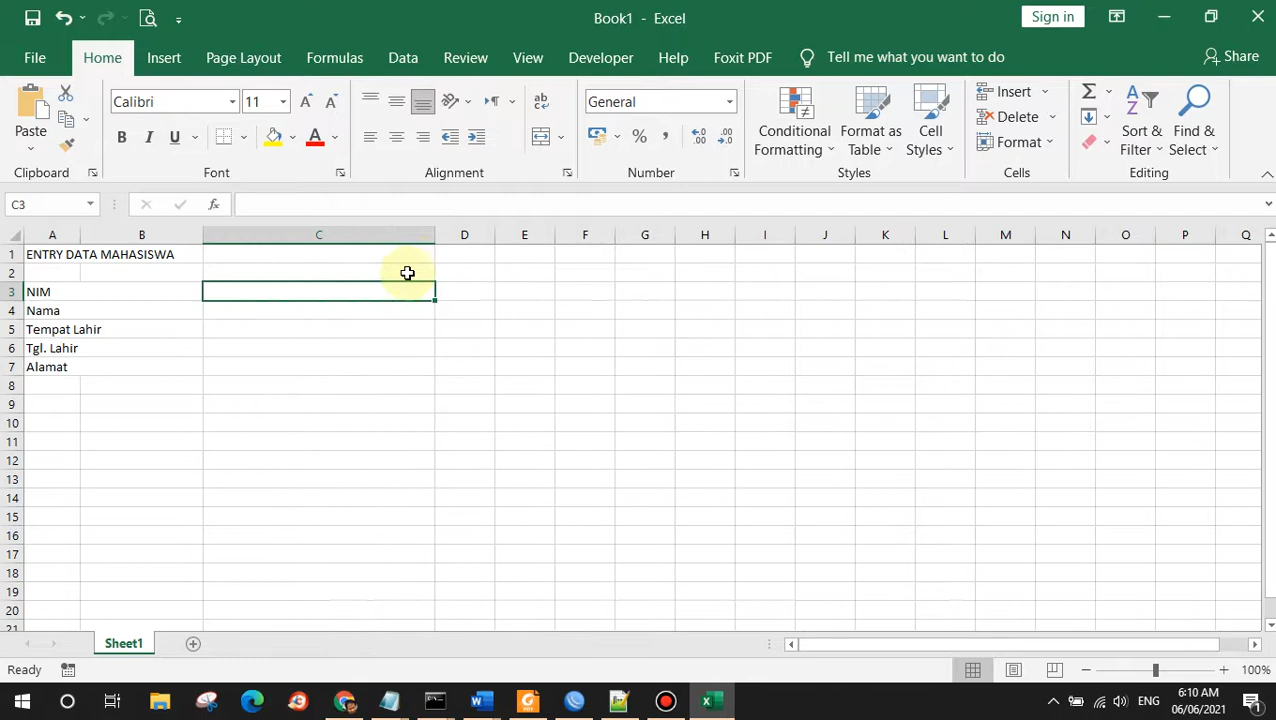 Book1 - Excel
Sign in
File Home Insert Page Layout Formulas Data Review View Developer Help Foxit PDF Tell me what you want to do Share
Calibri 11 General Insert
Delete
Format
Paste
B I U
Conditional Formatting
Format as Table
Cell Styles
Sort & Filter
Find & Select
Clipboard Font Alignment Number Styles Cells Editing
C3 fx
A B C D E F G H I J K L M N O P Q
1 ENTRY DATA MAHASISWA
2
3 NIM
4 Nama
5 Tempat Lahir
6 Tgl. Lahir
7 Alamat
8
9
10
11
12
13
14
15
16
17
18
19
20
21
Sheet1
Ready 100%
ENG
6:10 AM
06/06/2021